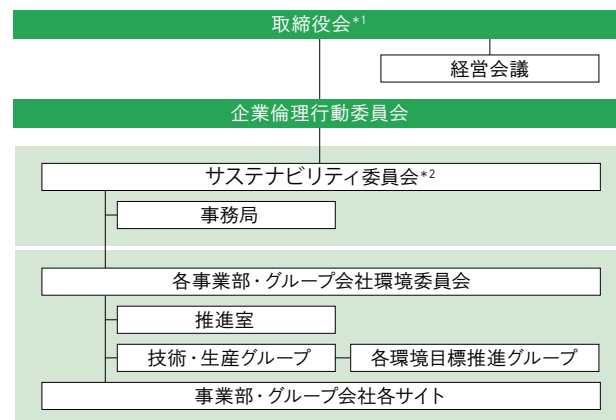 取締役会*1
経営会議
企業倫理行動委員会
サステナビリティ委員会*2
事務局
各事業部・グループ会社環境委員会
推進室
技術・生産グループ
各環境目標推進グループ
事業部・グループ会社各サイト